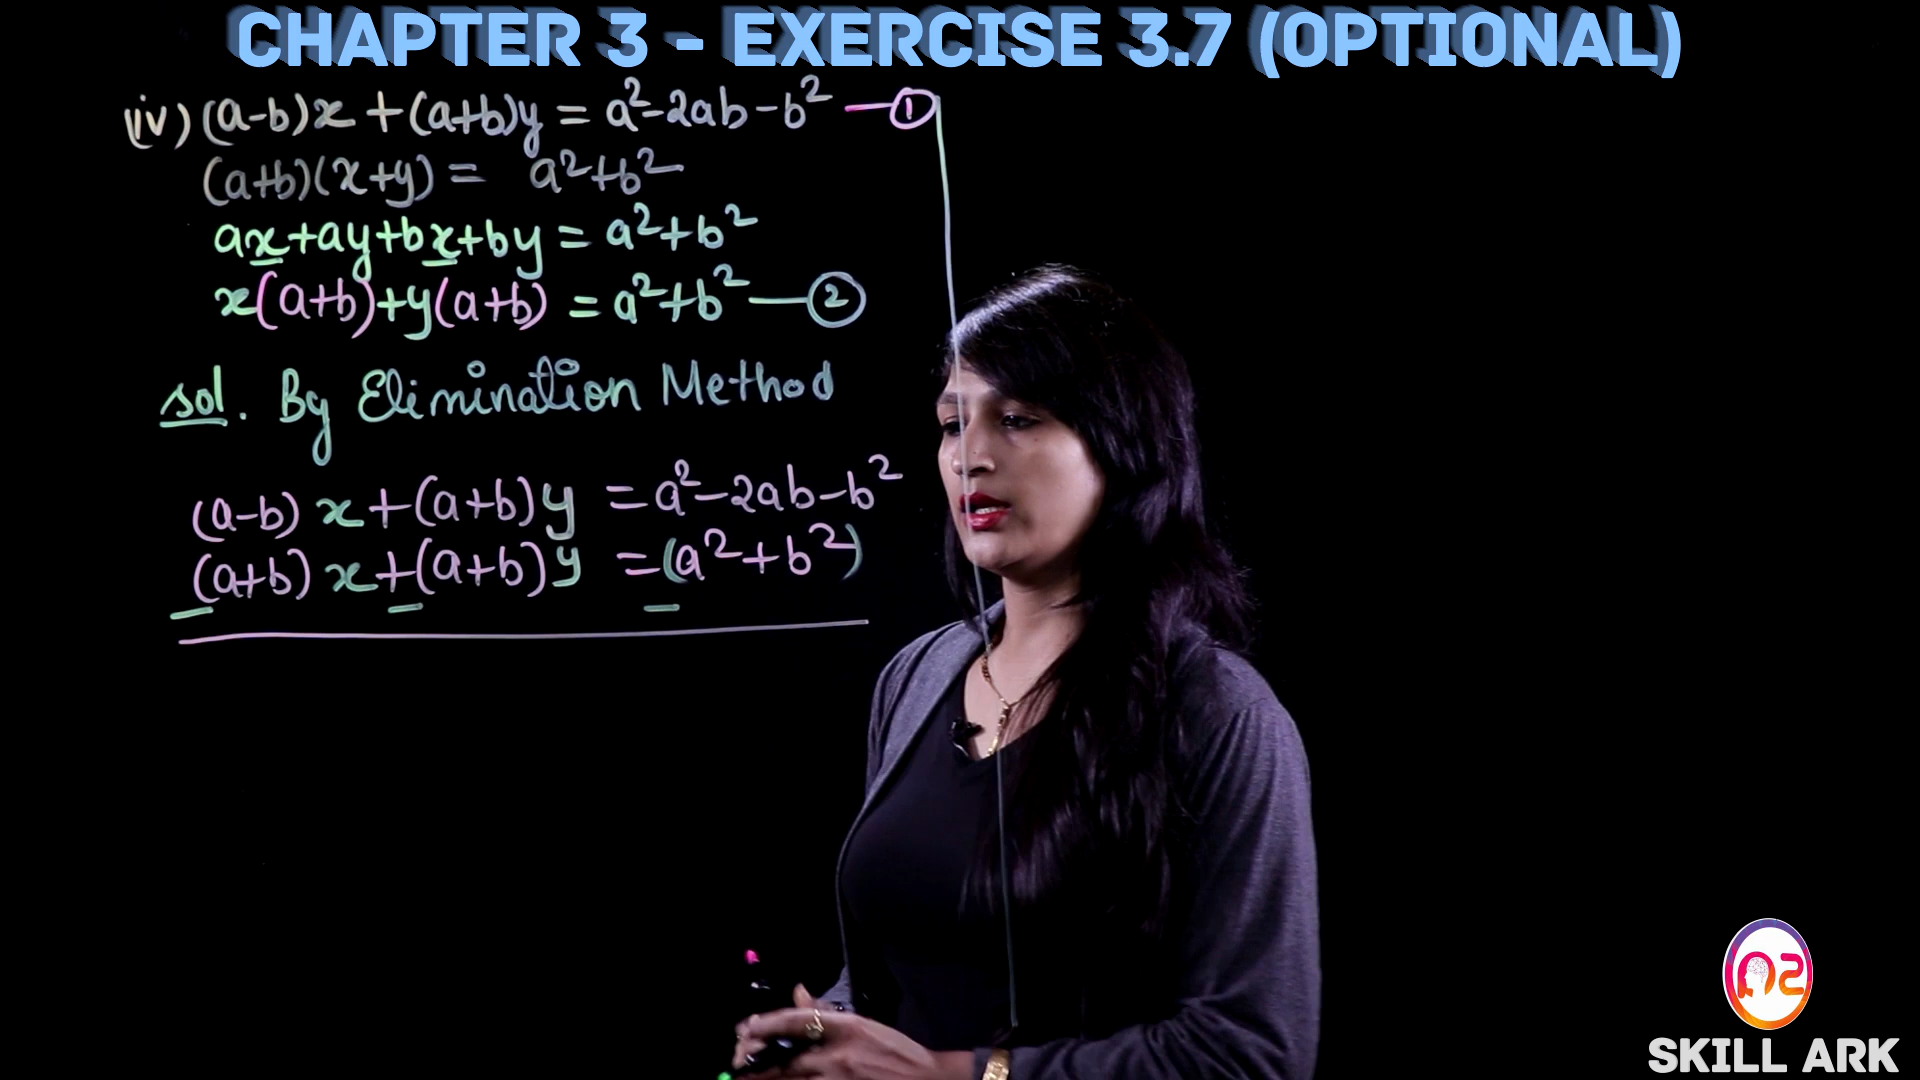 CHAPTER 3 - EXERCISE 3.7 (OPTIONAL)
(iv) (a-b)x + (a+b)y = a²-2ab-b² — ①
(a+b)(x+y) = a²+b²
ax+ay+bx+by = a²+b²
x(a+b)+y(a+b) = a²+b² — ②
sol. By Elimination Method
(a-b) x+(a+b)y = a²-2ab-b²
(a+b) x+(a+b)y = (a²+b²)
— — —
SKILL ARK